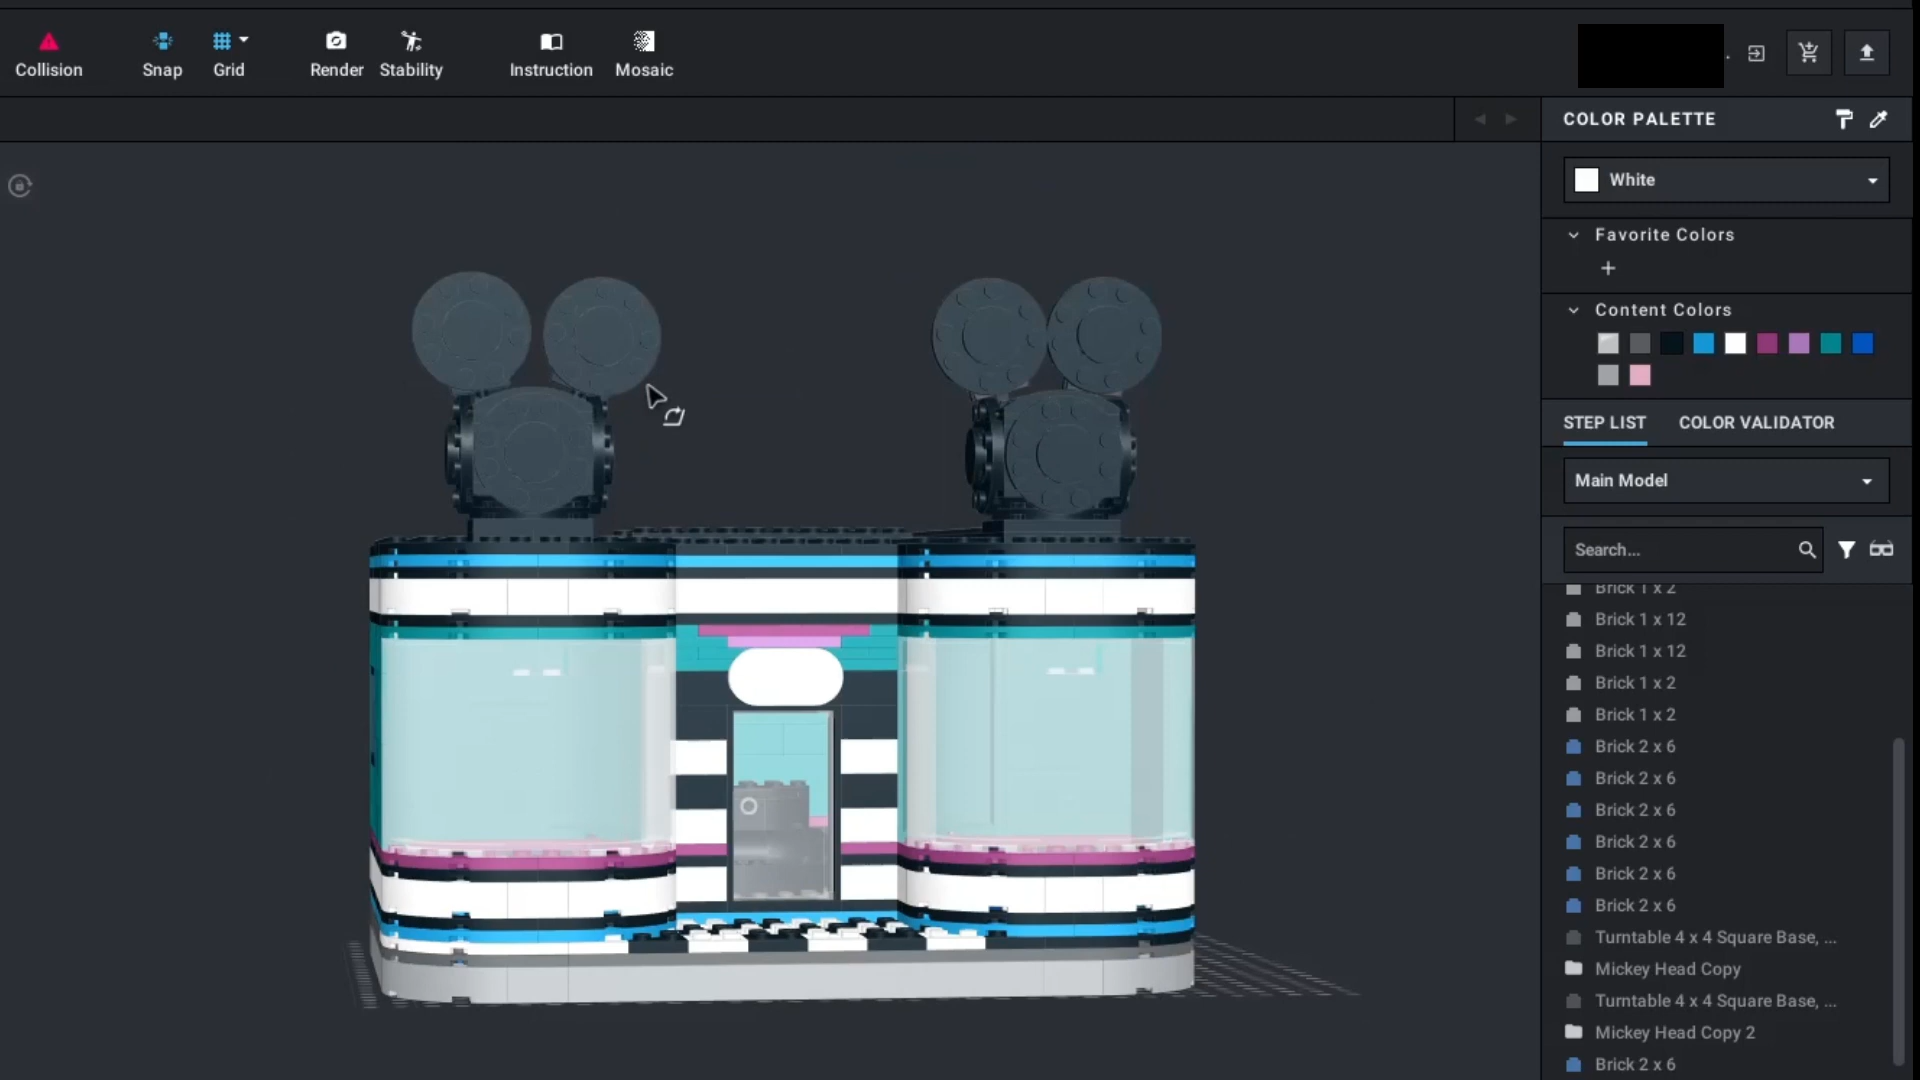 Collision
Snap
Grid
Render
Stability
Instruction
Mosaic
COLOR PALETTE
White
Favorite Colors
Content Colors
STEP LIST
COLOR VALIDATOR
Main Model
Search...
Brick 1 x 2
Brick 1 x 12
Brick 1 x 12
Brick 1 x 2
Brick 1 x 2
Brick 2 x 6
Brick 2 x 6
Brick 2 x 6
Brick 2 x 6
Brick 2 x 6
Brick 2 x 6
Turntable 4 x 4 Square Base, ...
Mickey Head Copy
Turntable 4 x 4 Square Base, ...
Mickey Head Copy 2
Brick 2 x 6